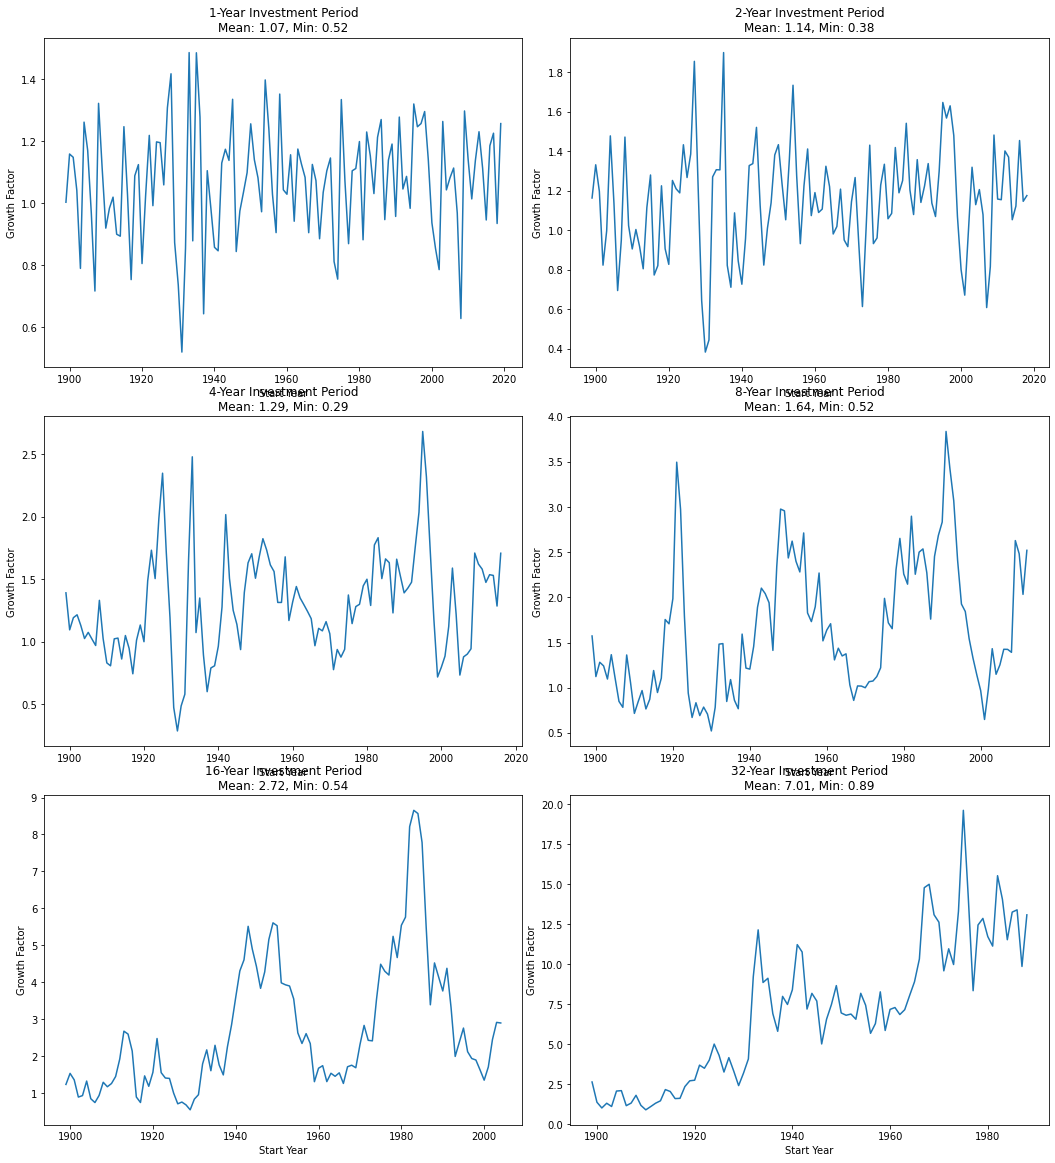 1-Year Investment Period
Mean: 1.07, Min: 0.52
Growth Factor
1.4
1.2
1.0
0.8
0.6
1900 1920 1940 1960 1980 2000 2020
Start Year
2-Year Investment Period
Mean: 1.14, Min: 0.38
Growth Factor
1.8
1.6
1.4
1.2
1.0
0.8
0.6
0.4
1900 1920 1940 1960 1980 2000 2020
Start Year
4-Year Investment Period
Mean: 1.29, Min: 0.29
Growth Factor
2.5
2.0
1.5
1.0
0.5
1900 1920 1940 1960 1980 2000 2020
Start Year
8-Year Investment Period
Mean: 1.64, Min: 0.52
Growth Factor
4.0
3.5
3.0
2.5
2.0
1.5
1.0
0.5
1900 1920 1940 1960 1980 2000
Start Year
16-Year Investment Period
Mean: 2.72, Min: 0.54
Growth Factor
9
8
7
6
5
4
3
2
1
1900 1920 1940 1960 1980 2000
Start Year
32-Year Investment Period
Mean: 7.01, Min: 0.89
Growth Factor
20.0
17.5
15.0
12.5
10.0
7.5
5.0
2.5
0.0
1900 1920 1940 1960 1980
Start Year